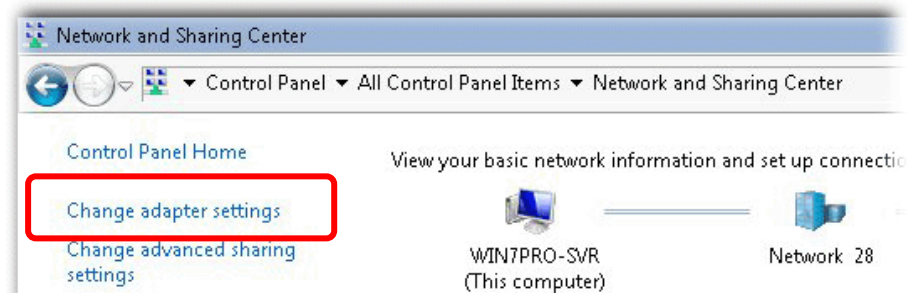 Network and Sharing Center
Control Panel All Control Panel Items Network and Sharing Center
Control Panel Home
View your basic network information and set up
Change adapter settings
Change advanced sharing
settings
WIN7PRO-SVR
(This computer)
Network 28